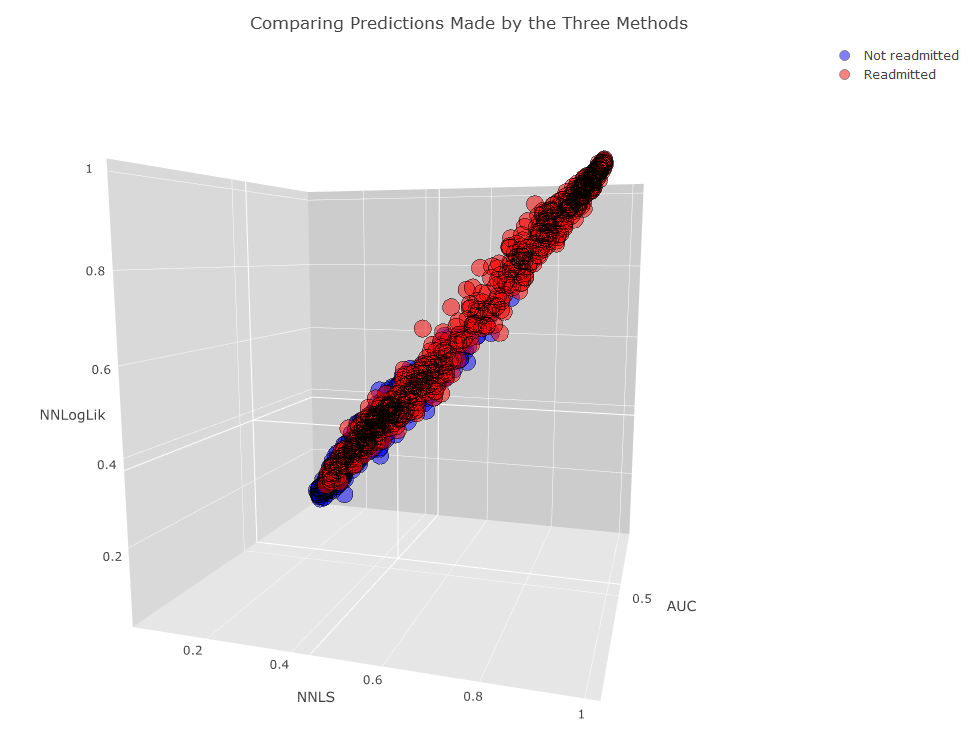 Comparing Predictions Made by the Three Methods
Not readmitted
Readmitted
1
0.8
0.6
NNLogLik
0.4
0.2
0.2
0.4
NNLS
0.6
0.8
1
0.5
AUC